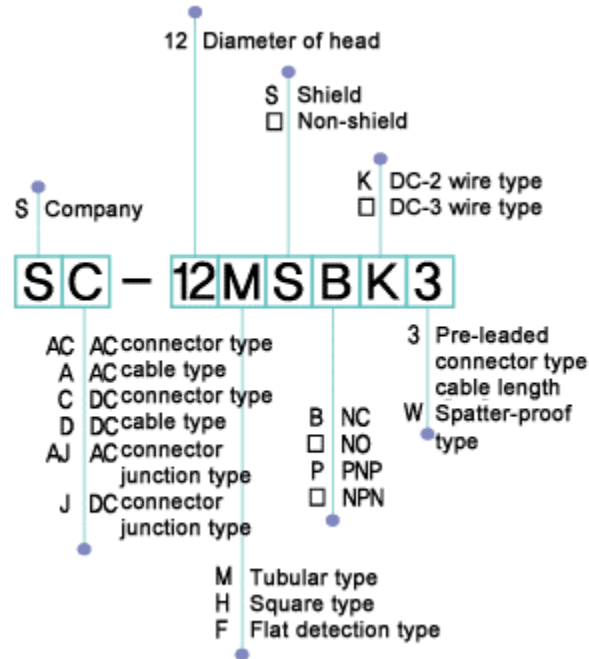 12 Diameter of head
S Shield
□ Non-shield
K DC-2 wire type
□ DC-3 wire type
S Company
SC-12MSBK3
AC AC connector type
A AC cable type
C DC connector type
D DC cable type
AJ AC connector
junction type
J DC connector
junction type
3 Pre-leaded
connector type
cable length
W Spatter-proof
type
B NC
□ NO
P PNP
□ NPN
M Tubular type
H Square type
F Flat detection type